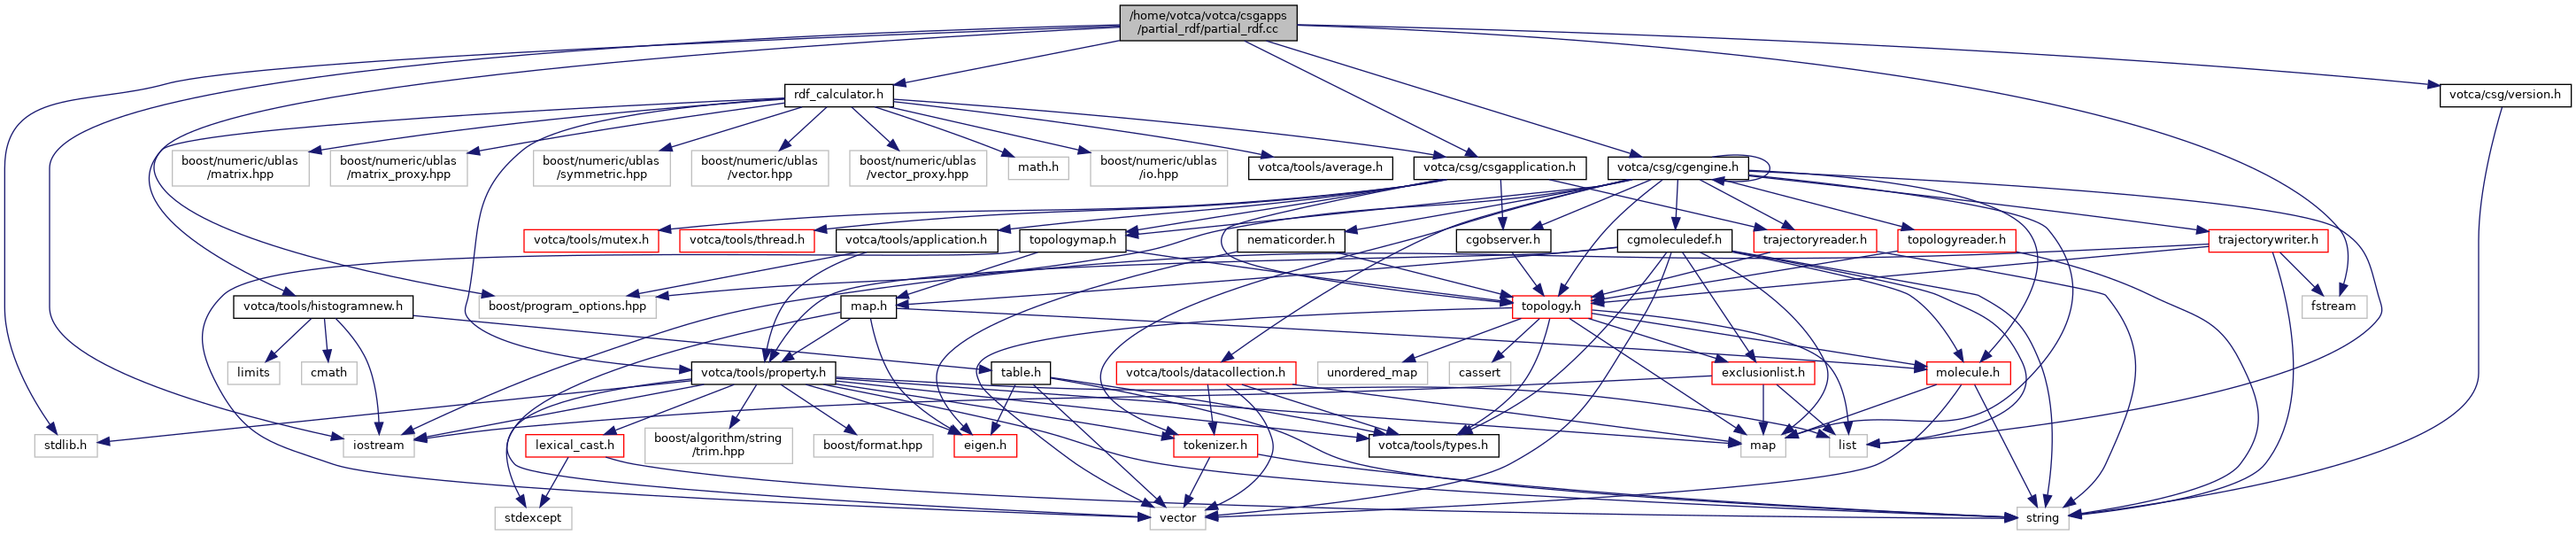 /home/votca/votca/csgapps
/partial_rdf/partial_rdf.cc
rdf_calculator.h
votca/csg/version.h
boost/numeric/ublas
/matrix.hpp
boost/numeric/ublas
/matrix_proxy.hpp
boost/numeric/ublas
/symmetric.hpp
boost/numeric/ublas
/vector.hpp
boost/numeric/ublas
/vector_proxy.hpp
math.h
boost/numeric/ublas
/io.hpp
votca/tools/average.h
votca/csg/csgapplication.h
votca/csg/cgengine.h
votca/tools/mutex.h
votca/tools/thread.h
votca/tools/application.h
topologymap.h
nematicorder.h
cgobserver.h
cgmoleculedef.h
trajectoryreader.h
topologyreader.h
trajectorywriter.h
votca/tools/histogramnew.h
boost/program_options.hpp
map.h
topology.h
fstream
limits
cmath
votca/tools/property.h
table.h
votca/tools/datacollection.h
unordered_map
cassert
exclusionlist.h
molecule.h
stdlib.h
iostream
lexical_cast.h
boost/algorithm/string
/trim.hpp
boost/format.hpp
eigen.h
tokenizer.h
votca/tools/types.h
map
list
stdexcept
vector
string